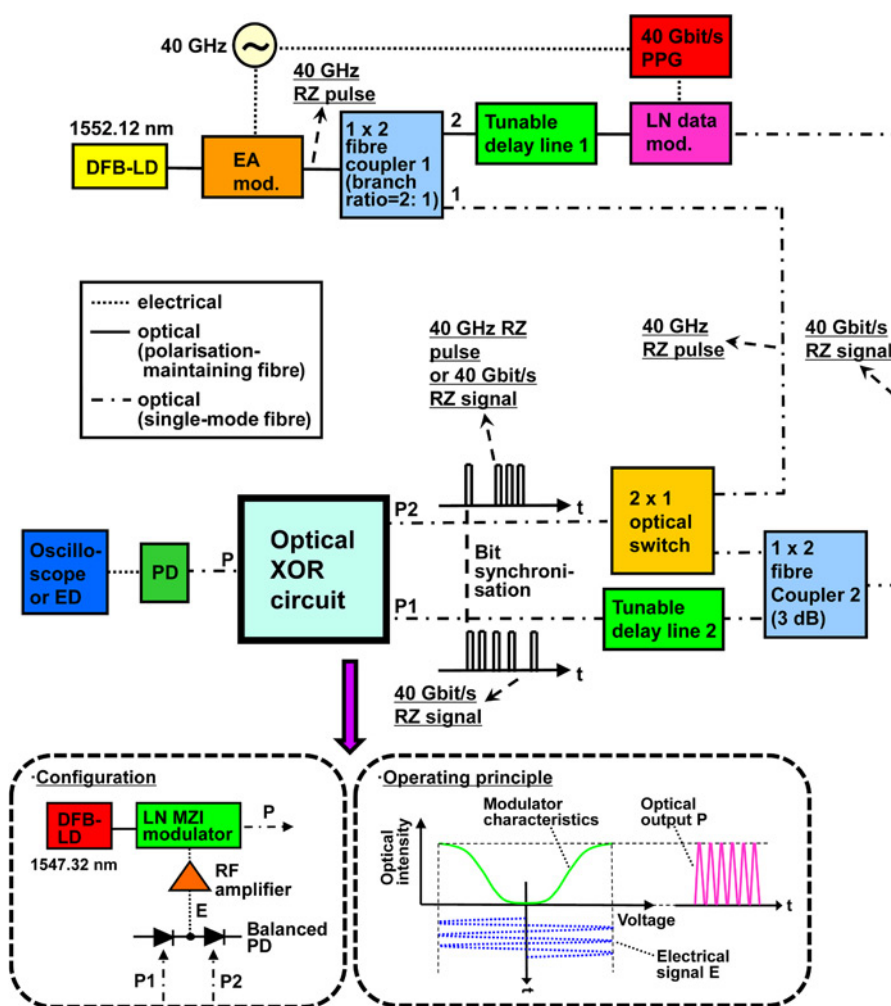 40 GHz
40 Gbit/s
PPG
40 GHz
RZ pulse
1552.12 nm
DFB-LD
EA
mod.
1 x 2
fibre
coupler 1
(branch
ratio=2: 1)
2
1
Tunable
delay line 1
LN data
mod.
electrical
optical
(polarisation-
maintaining fibre)
optical
(single-mode fibre)
40 GHz RZ
pulse
or 40 Gbit/s
RZ signal
40 GHz
RZ pulse
40 Gbit/s
RZ signal
Oscillo-
scope
or ED
PD
P
Optical
XOR
circuit
P2
P1
t
Bit
synchroni-
sation
t
40 Gbit/s
RZ signal
2 x 1
optical
switch
Tunable
delay line 2
1 x 2
fibre
Coupler 2
(3 dB)
·Configuration
DFB-
LD
1547.32 nm
LN MZI
modulator
P
RF
amplifier
E
Balanced
PD
P1
P2
·Operating principle
Modulator
characteristics
Optical
output P
Optical
intensity
Voltage
t
Electrical
signal E
t